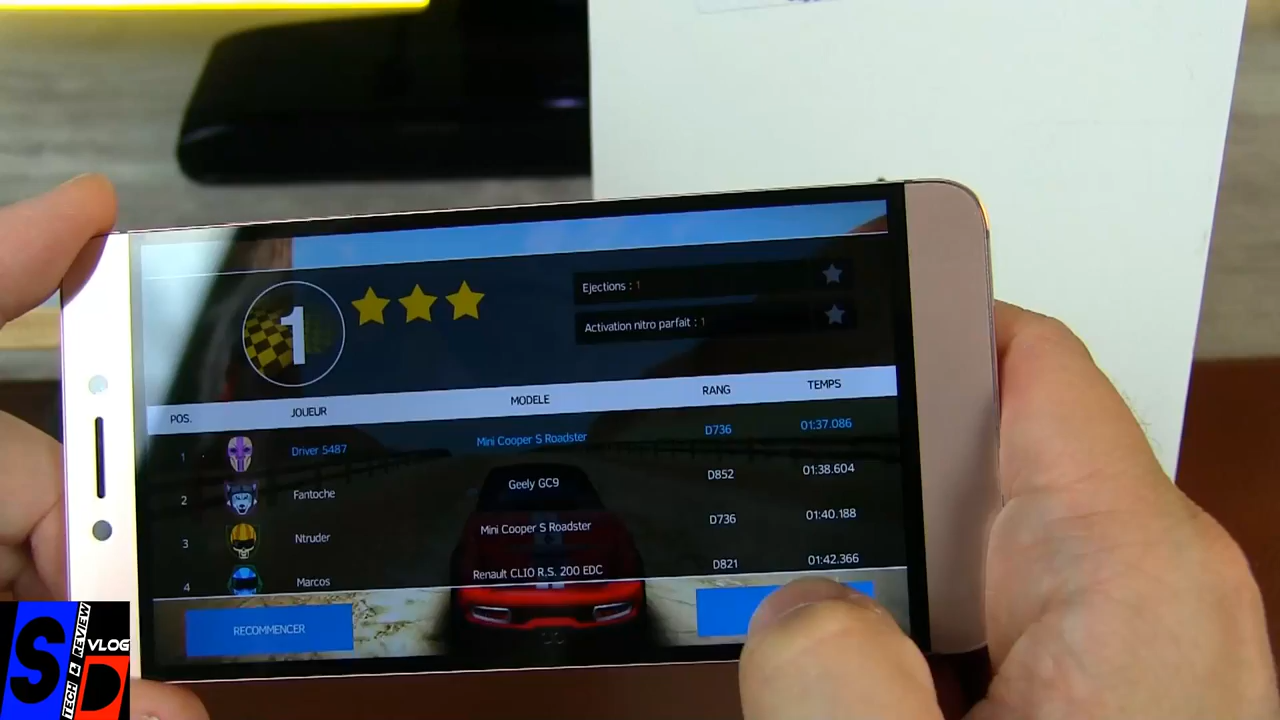 1
Ejections : 1
Activation nitro parfait : 1
POS. JOUEUR MODELE RANG TEMPS
1 Driver 5487 Mini Cooper S Roadster D736 01:37.086
2 Fantoche Geely GC9 D852 01:38.604
3 Ntruder Mini Cooper S Roadster D736 01:40.188
4 Marcos Renault CLIO R.S. 200 EDC D821 01:42.366
RECOMMENCER
SD
TECH & REVIEW
VLOG